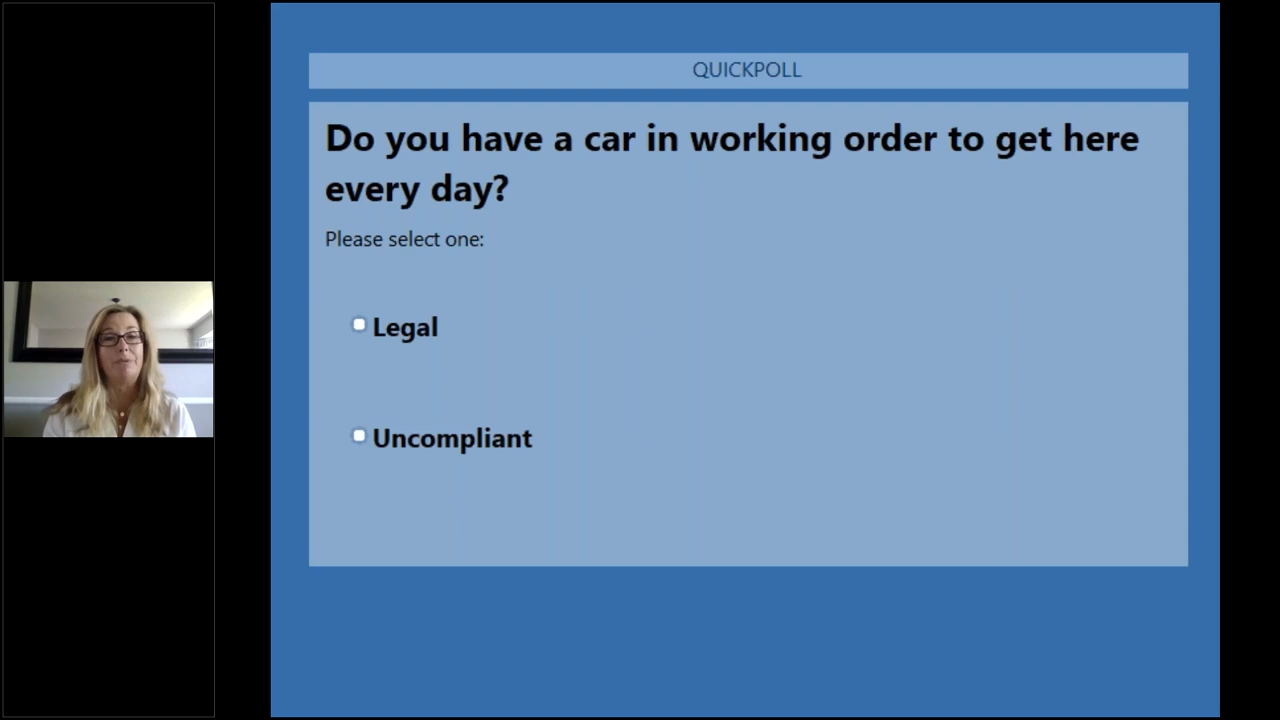 QUICKPOLL
Do you have a car in working order to get here
every day?
Please select one:
Legal
Uncompliant